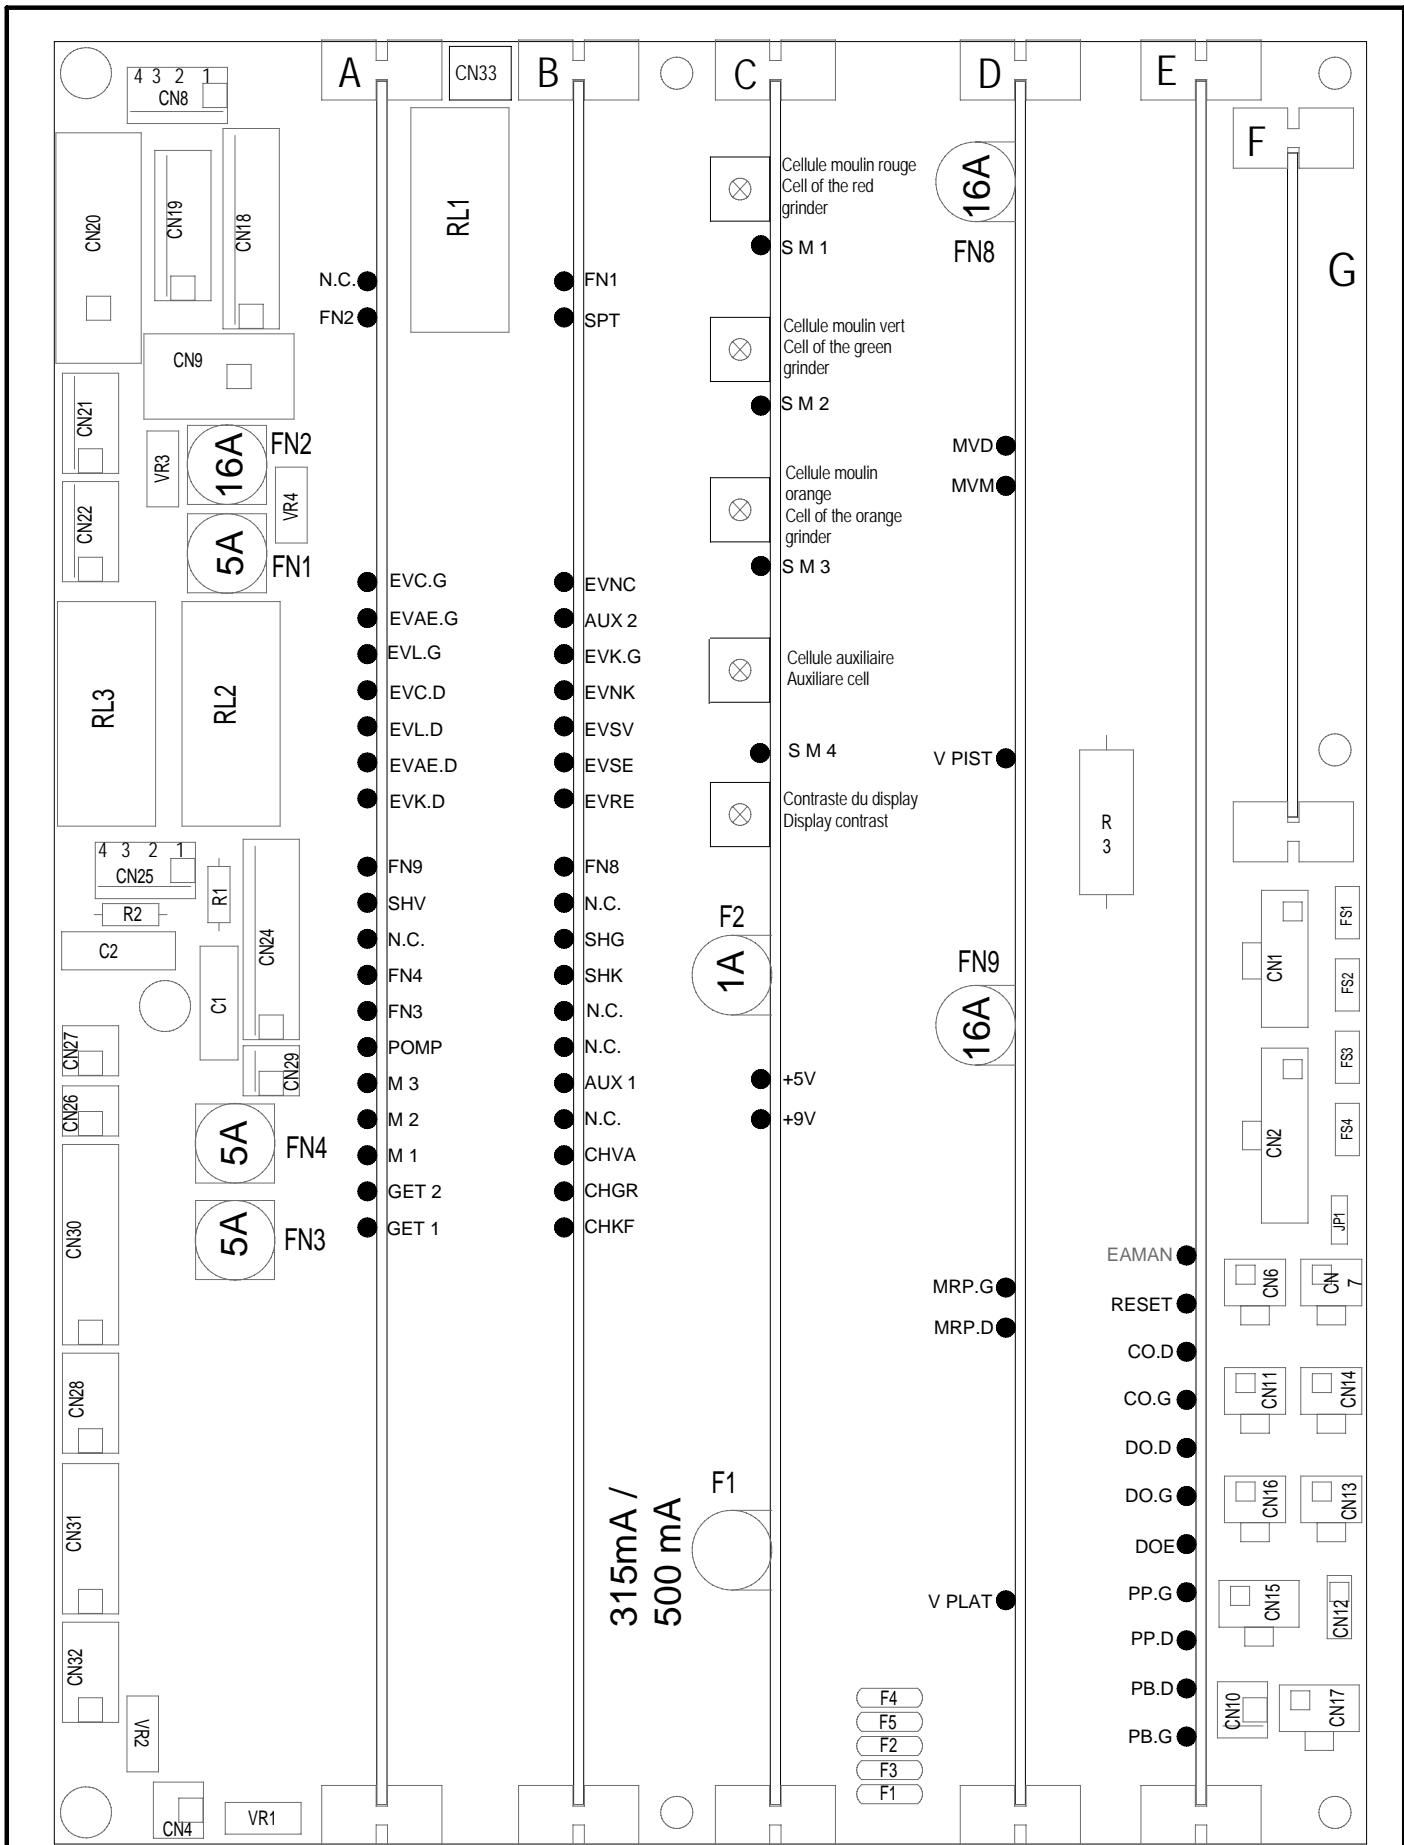 A
CN33
B
C
D
E
F
G
4 3 2 1
CN8
CN20
CN19
CN18
RL1
N.C.
FN2
FN1
SPT
CN9
CN21
VR3
16A
FN2
VR4
CN22
5A
FN1
RL3
RL2
EVC.G
EVAE.G
EVL.G
EVC.D
EVL.D
EVAE.D
EVK.D
FN9
SHV
N.C.
FN4
FN3
POMP
M 3
M 2
M 1
GET 2
GET 1
EVNC
AUX 2
EVK.G
EVNK
EVSV
EVSE
EVRE
FN8
N.C.
SHG
SHK
N.C.
N.C.
AUX 1
N.C.
CHVA
CHGR
CHKF
4 3 2 1
CN25
R2
R1
C2
C1
CN24
CN27
CN29
CN26
5A
FN4
5A
FN3
CN30
CN28
CN31
CN32
VR2
CN4
VR1
Cellule moulin rouge
Cell of the red
grinder
S M 1
Cellule moulin vert
Cell of the green
grinder
S M 2
Cellule moulin
orange
Cell of the orange
grinder
S M 3
Cellule auxiliaire
Auxiliare cell
S M 4
Contraste du display
Display contrast
F2
1A
+5V
+9V
F1
315mA /
500 mA
F4
F5
F2
F3
F1
16A
FN8
MVD
MVM
V PIST
FN9
16A
MRP.G
MRP.D
V PLAT
R
3
EAMAN
RESET
CO.D
CO.G
DO.D
DO.G
DOE
PP.G
PP.D
PB.D
PB.G
CN1
FS1
FS2
CN2
FS3
FS4
JP1
CN6
CN
7
CN11
CN14
CN16
CN13
CN15
CN12
CN10
CN17